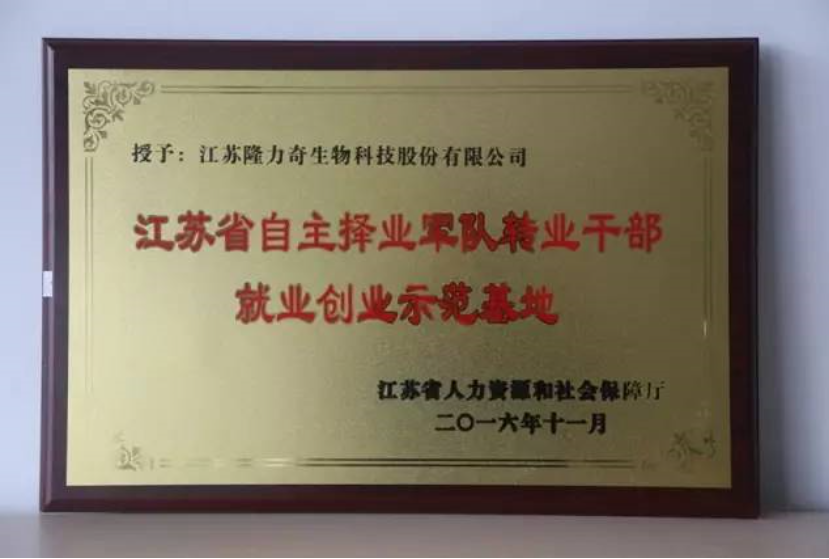 授予：江苏隆力奇生物科技股份有限公司
江苏省自主择业军队转业干部
就业创业示范基地
江苏省人力资源和社会保障厅
二〇一六年十一月